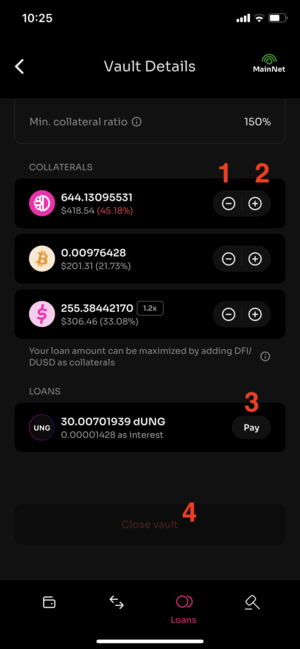 10:25
Vault Details
MainNet
Min. collateral ratio 150%
COLLATERALS
1 2
644.13095531
$418.54 (45.18%)
0.00976428
$201.31 (21.73%)
255.38442170 1.2x
$306.46 (33.08%)
Your loan amount can be maximized by adding DFI/
DUSD as collaterals
LOANS
3
UNG
30.00701939 dUNG
0.00001428 as interest
Pay
4
Close vault
Loans